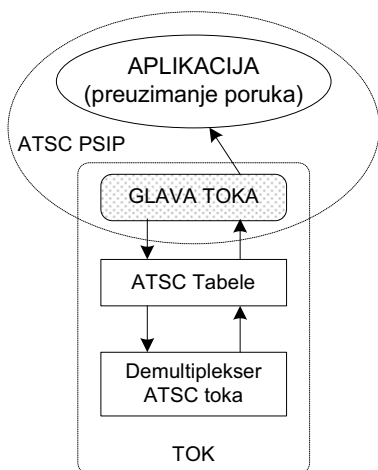 APLIKACIJA
(preuzimanje poruka)
ATSC PSIP
GLAVA TOKA
ATSC Tabele
Demultiplekser
ATSC toka
TOK